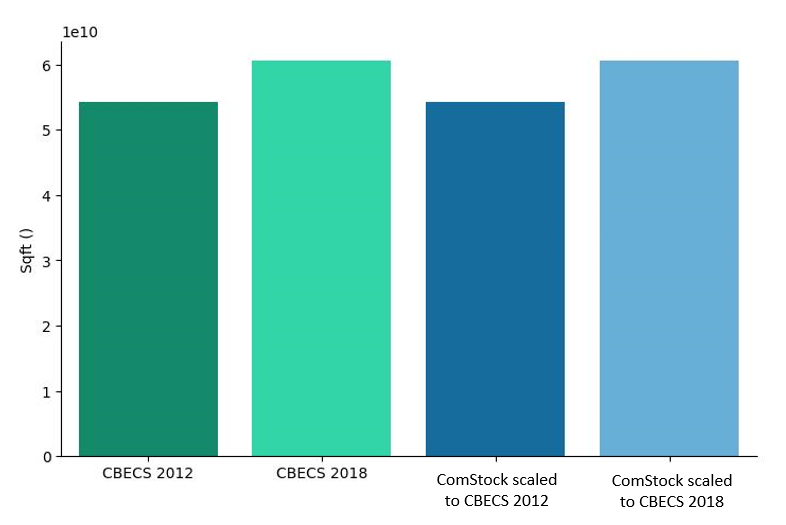 1e10
6
5
4
3
2
1
0
Sqft ()
CBECS 2012
CBECS 2018
ComStock scaled
to CBECS 2012
ComStock scaled
to CBECS 2018